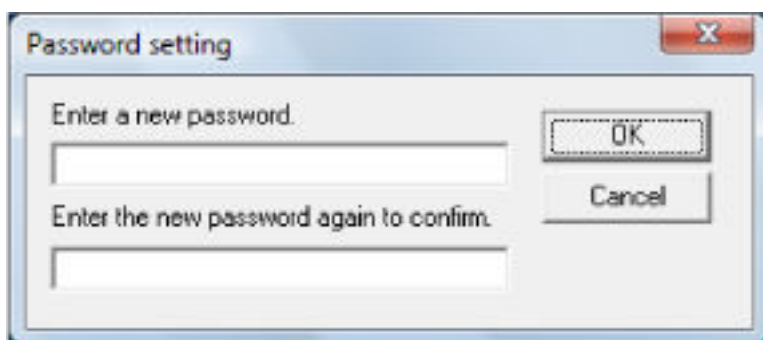 Password setting
Enter a new password.
OK
Cancel
Enter the new password again to confirm.